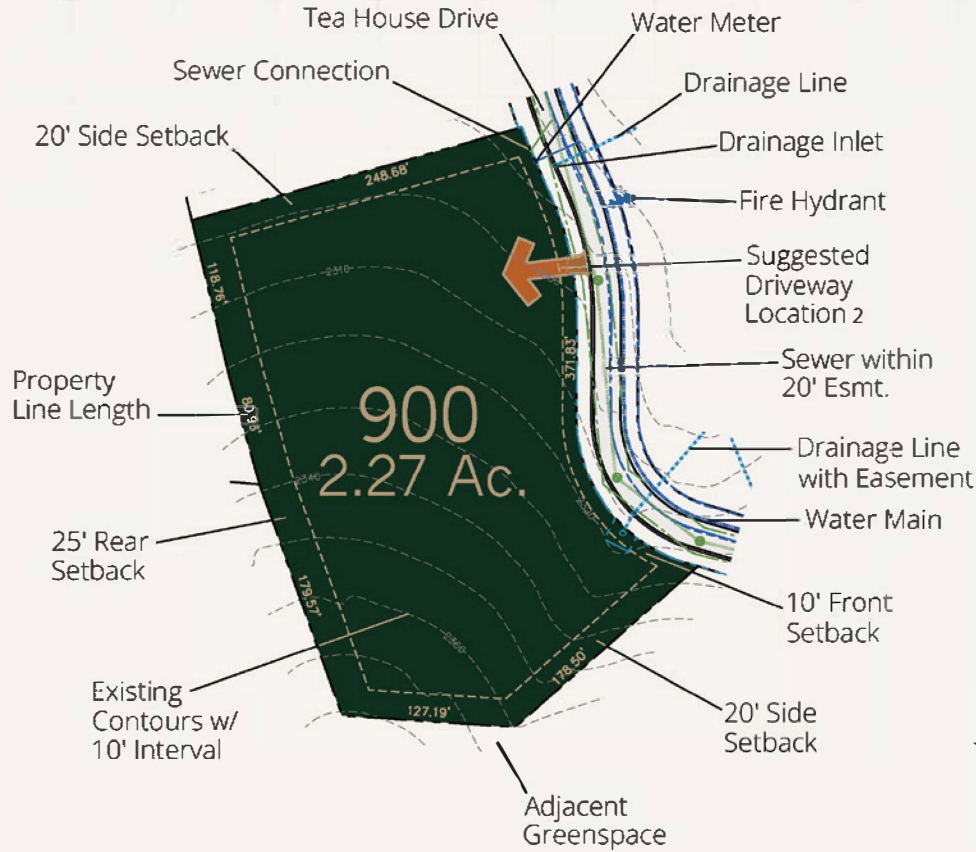 Tea House Drive
Water Meter
Sewer Connection
Drainage Line
20' Side Setback
Drainage Inlet
248.68'
Fire Hydrant
118.76'
2310
Suggested
Driveway
Location 2
371.83'
Sewer within
20' Esmt.
Property
Line Length
900
2.27 Ac.
Drainage Line
with Easement
2340
2320
Water Main
25' Rear
Setback
179.57'
10' Front
Setback
2360
178.50'
Existing
Contours w/
10' Interval
127.19'
20' Side
Setback
Adjacent
Greenspace